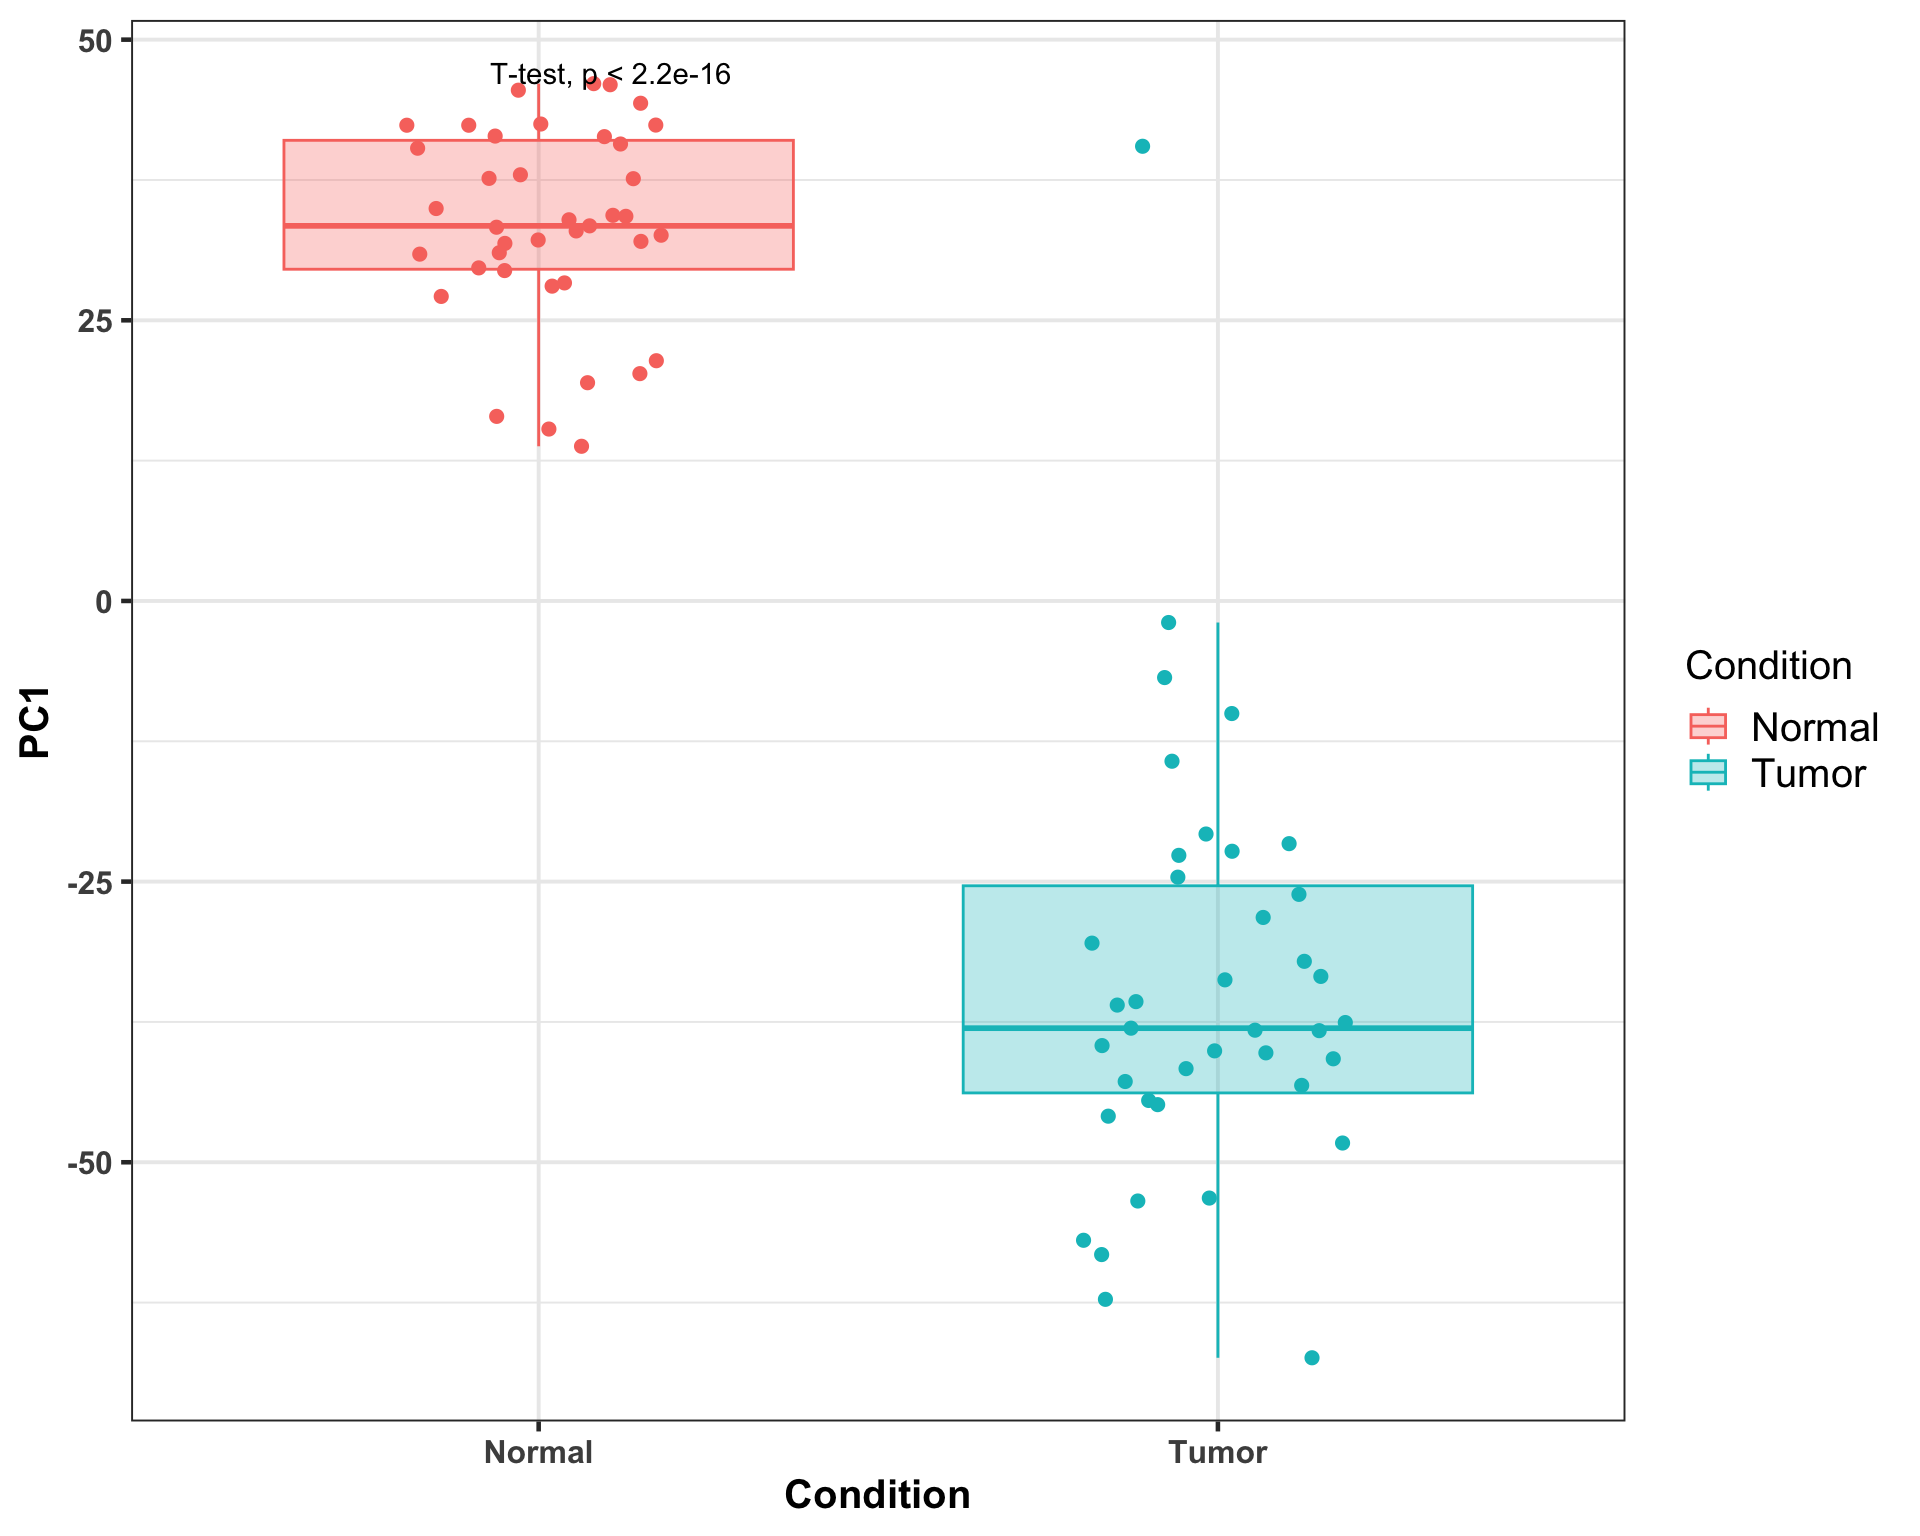 T-test, p < 2.2e-16
50
25
0
-25
-50
PC1
Normal
Tumor
Condition
Condition
Normal
Tumor